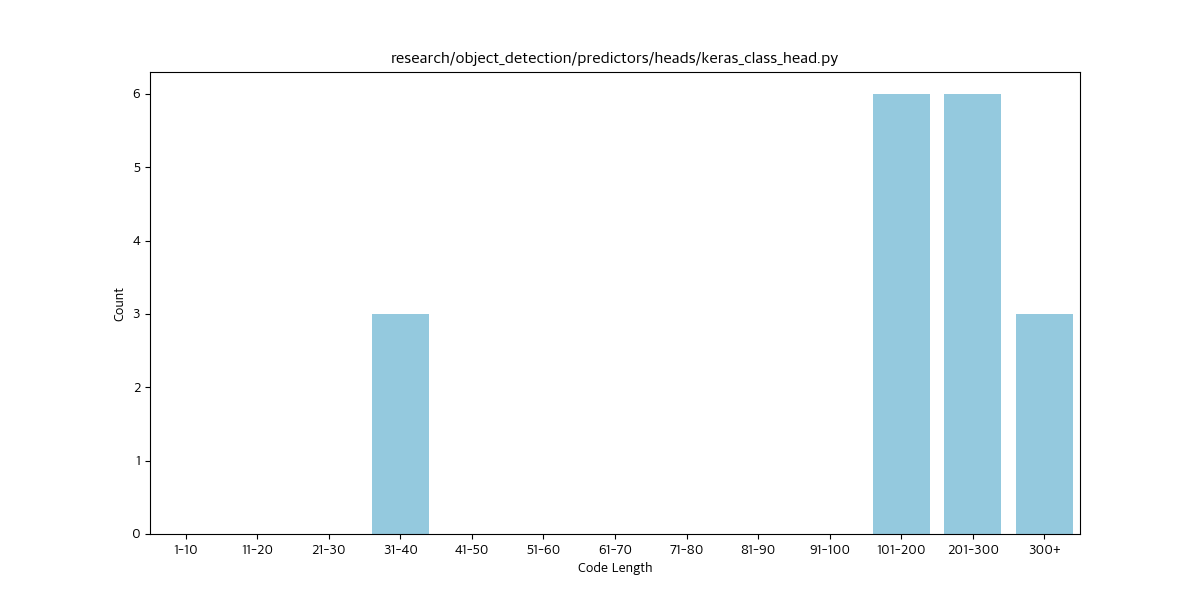 research/object_detection/predictors/heads/keras_class_head.py
6
5
4
3
2
1
0
Count
1-10 11-20 21-30 31-40 41-50 51-60 61-70 71-80 81-90 91-100 101-200 201-300 300+
Code Length